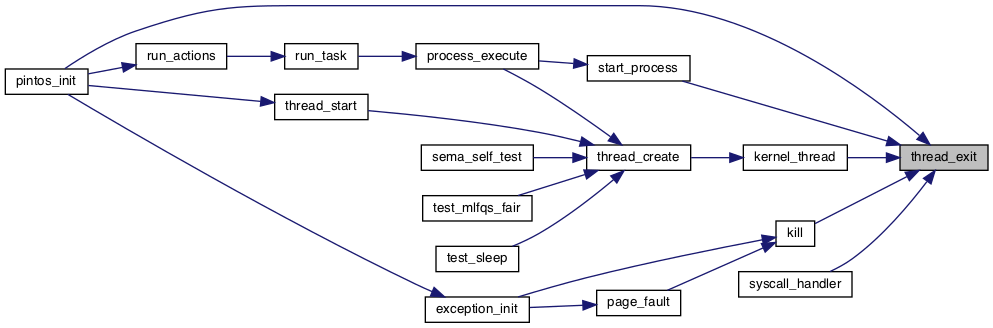 run_actions
run_task
process_execute
start_process
pintos_init
thread_start
sema_self_test
thread_create
kernel_thread
thread_exit
test_mlfqs_fair
kill
test_sleep
syscall_handler
exception_init
page_fault